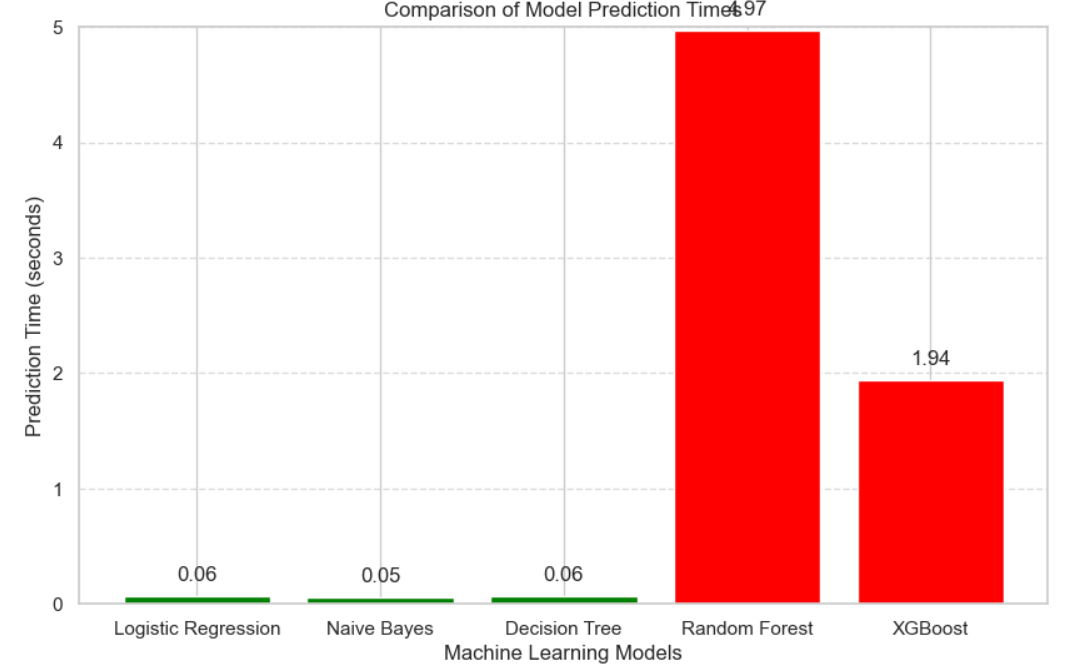 Comparison of Model Prediction Times
4.97
5
4
3
2
1
0
Prediction Time (seconds)
0.06
0.05
0.06
1.94
Logistic Regression
Naive Bayes
Decision Tree
Random Forest
XGBoost
Machine Learning Models